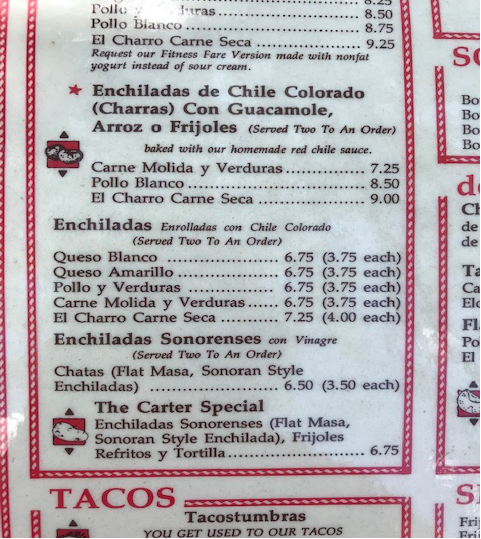 8.25
Pollo y Verduras 8.50
Pollo Blanco 8.75
El Charro Carne Seca 9.25
Request our Fitness Fare Version made with nonfat
yogurt instead of sour cream.
Enchiladas de Chile Colorado
(Charras) Con Guacamole,
Arroz o Frijoles (Served Two To An Order)
baked with our homemade red chile sauce.
Carne Molida y Verduras 7.25
Pollo Blanco 8.50
El Charro Carne Seca 9.00
Enchiladas Enrolladas con Chile Colorado
(Served Two To An Order)
Queso Blanco 6.75 (3.75 each)
Queso Amarillo 6.75 (3.75 each)
Pollo y Verduras 6.75 (3.75 each)
Carne Molida y Verduras 6.75 (3.75 each)
El Charro Carne Seca 7.25 (4.00 each)
Enchiladas Sonorenses con Vinagre
(Served Two To An Order)
Chatas (Flat Masa, Sonoran Style
Enchiladas) 6.50 (3.50 each)
The Carter Special
Enchiladas Sonorenses (Flat Masa,
Sonoran Style Enchilada), Frijoles
Refritos y Tortilla 6.75
TACOS
Tacostumbras
YOU GET USED TO OUR TACOS